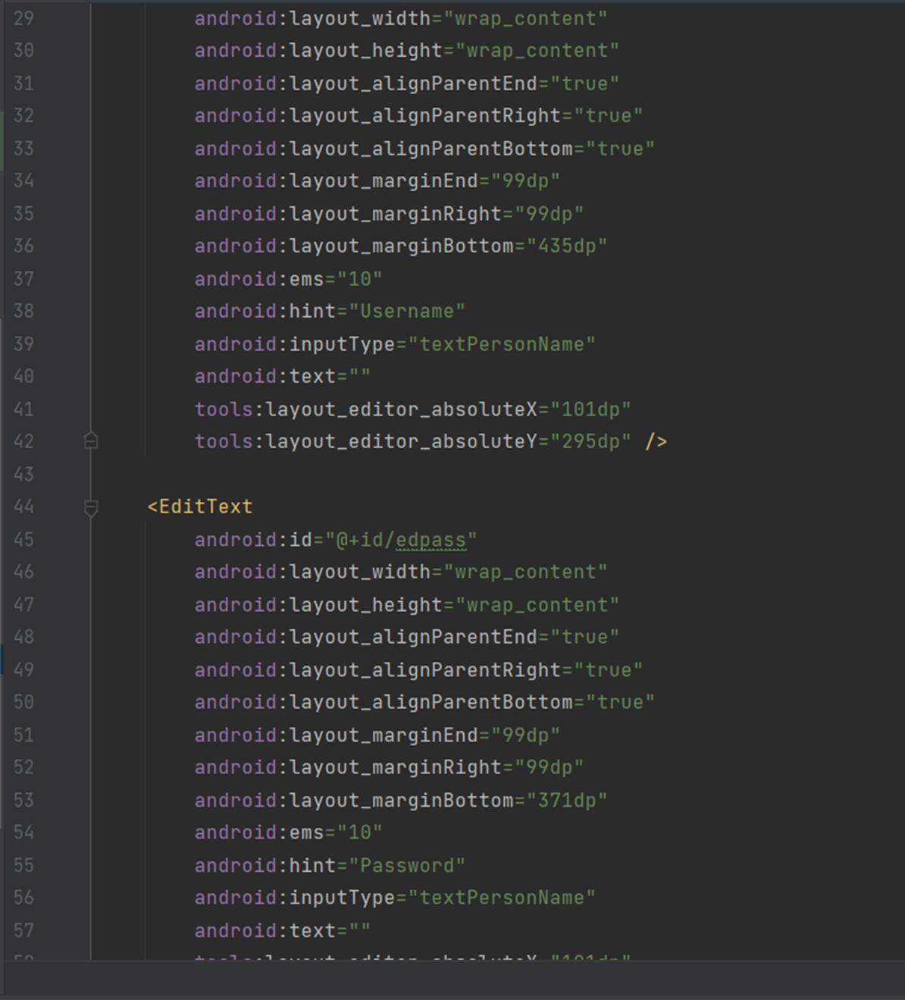 29 android:layout_width="wrap_content"
30 android:layout_height="wrap_content"
31 android:layout_alignParentEnd="true"
32 android:layout_alignParentRight="true"
33 android:layout_alignParentBottom="true"
34 android:layout_marginEnd="99dp"
35 android:layout_marginRight="99dp"
36 android:layout_marginBottom="435dp"
37 android:ems="10"
38 android:hint="Username"
39 android:inputType="textPersonName"
40 android:text=""
41 tools:layout_editor_absoluteX="101dp"
42 tools:layout_editor_absoluteY="295dp" />
43
44 <EditText
45 android:id="@+id/edpass"
46 android:layout_width="wrap_content"
47 android:layout_height="wrap_content"
48 android:layout_alignParentEnd="true"
49 android:layout_alignParentRight="true"
50 android:layout_alignParentBottom="true"
51 android:layout_marginEnd="99dp"
52 android:layout_marginRight="99dp"
53 android:layout_marginBottom="371dp"
54 android:ems="10"
55 android:hint="Password"
56 android:inputType="textPersonName"
57 android:text=""
58 tools:layout_editor_absoluteX="101dp"